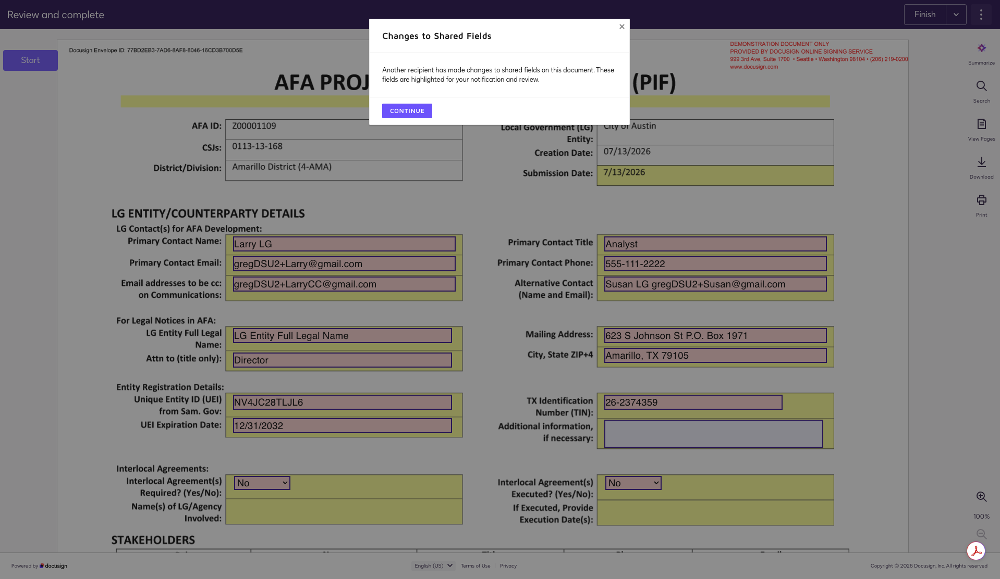 Review and complete
Finish
Changes to Shared Fields
Another recipient has made changes to shared fields on this document. These
fields are highlighted for your notification and review.
CONTINUE
Start
Docusign Envelope ID: 77BD2EB3-7AD6-8AF8-8046-16CD3B700D5E
DEMONSTRATION DOCUMENT ONLY
PROVIDED BY DOCUSIGN ONLINE SIGNING SERVICE
999 3rd Ave, Suite 1700 • Seattle • Washington 98104 • (206) 219-0200
www.docusign.com
AFA PROJ (PIF)
AFA ID: Z00001109
CSJs: 0113-13-168
District/Division: Amarillo District (4-AMA)
Local Government (LG)
Entity:
City of Austin
Creation Date: 07/13/2026
Submission Date: 7/13/2026
LG ENTITY/COUNTERPARTY DETAILS
LG Contact(s) for AFA Development:
Primary Contact Name: Larry LG
Primary Contact Title Analyst
Primary Contact Email: gregDSU2+Larry@gmail.com
Primary Contact Phone: 555-111-2222
Email addresses to be cc:
on Communications:
gregDSU2+LarryCC@gmail.com
Alternative Contact
(Name and Email):
Susan LG gregDSU2+Susan@gmail.com
For Legal Notices in AFA:
LG Entity Full Legal
Name:
LG Entity Full Legal Name
Mailing Address: 623 S Johnson St P.O. Box 1971
Attn to (title only): Director
City, State ZIP+4 Amarillo, TX 79105
Entity Registration Details:
Unique Entity ID (UEI)
from Sam. Gov:
NV4JC28TLJL6
TX Identification
Number (TIN):
26-2374359
UEI Expiration Date: 12/31/2032
Additional information,
if necessary:
Interlocal Agreements:
Interlocal Agreement(s)
Required? (Yes/No):
No
Interlocal Agreement(s)
Executed? (Yes/No):
No
Name(s) of LG/Agency
Involved:
If Executed, Provide
Execution Date(s):
STAKEHOLDERS
Summarize
Search
View Pages
Download
Print
100%
Powered by docusign
English (US)
Terms of Use
Privacy
Copyright © 2026 Docusign, Inc. All rights reserved